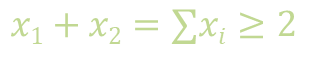 x₁ + x₂ = ∑xᵢ ≥ 2